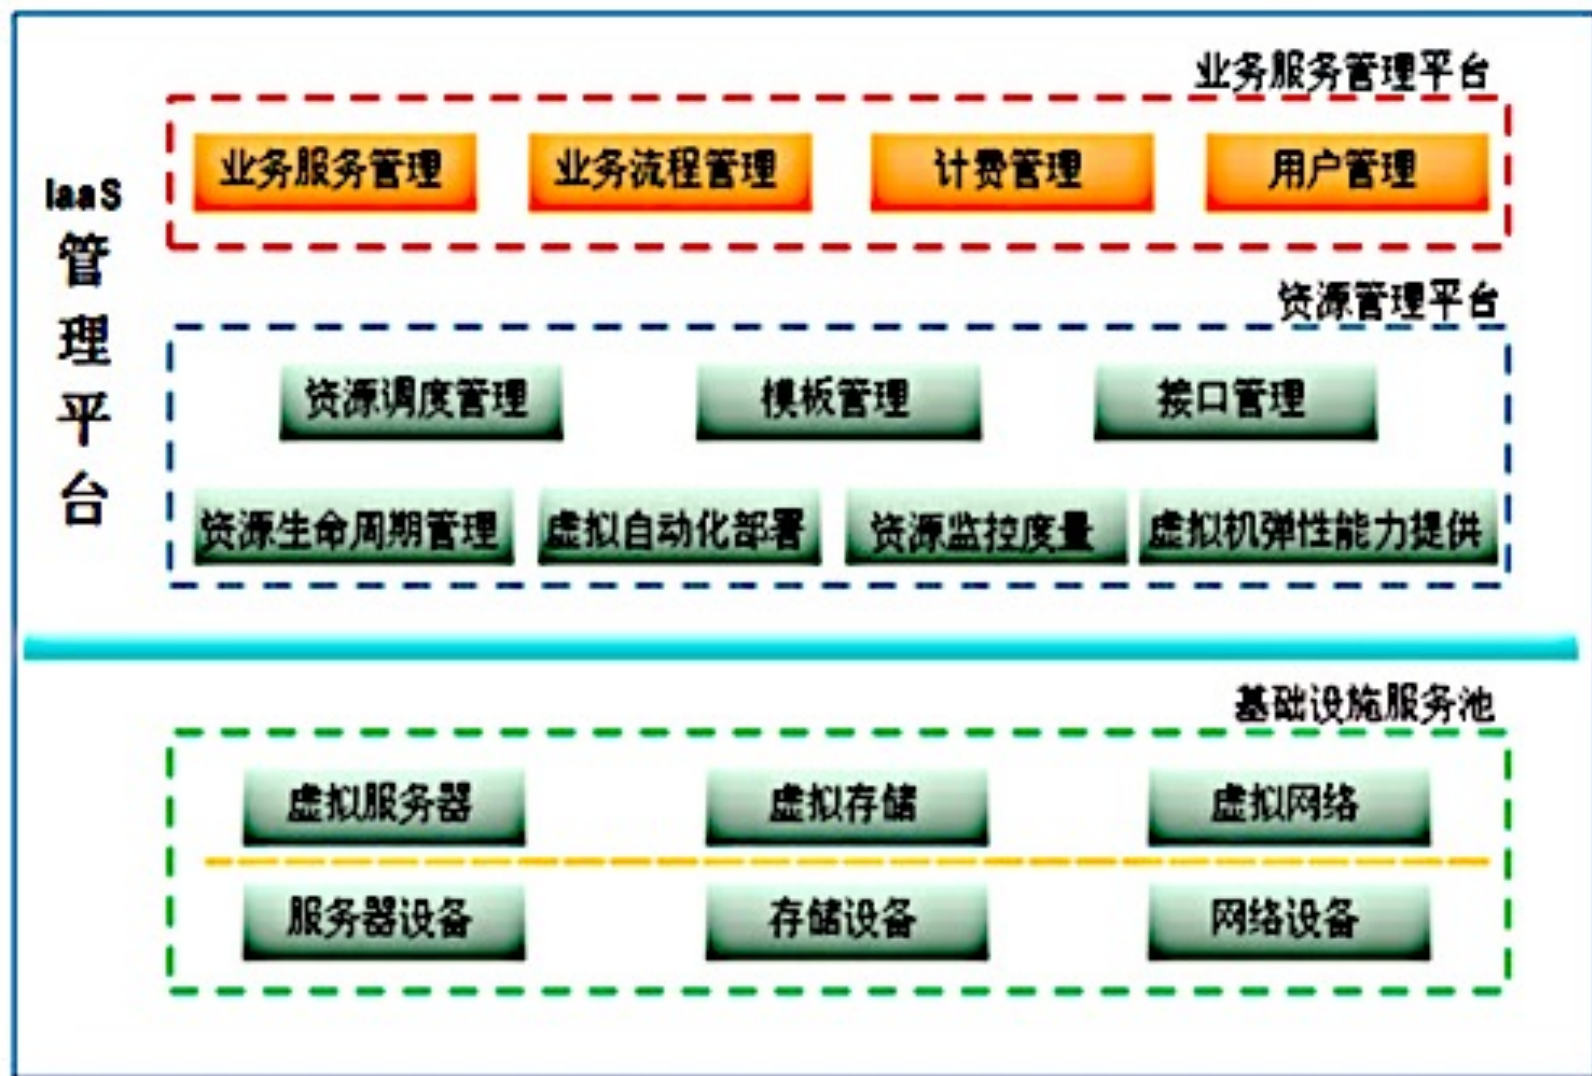 业务服务管理平台
业务服务管理 业务流程管理 计费管理 用户管理
IaaS
管
理
平
台
资源管理平台
资源调度管理 模板管理 接口管理
资源生命周期管理 虚拟自动化部署 资源监控度量 虚拟机弹性能力提供
基础设施服务池
虚拟服务器 虚拟存储 虚拟网络
服务器设备 存储设备 网络设备